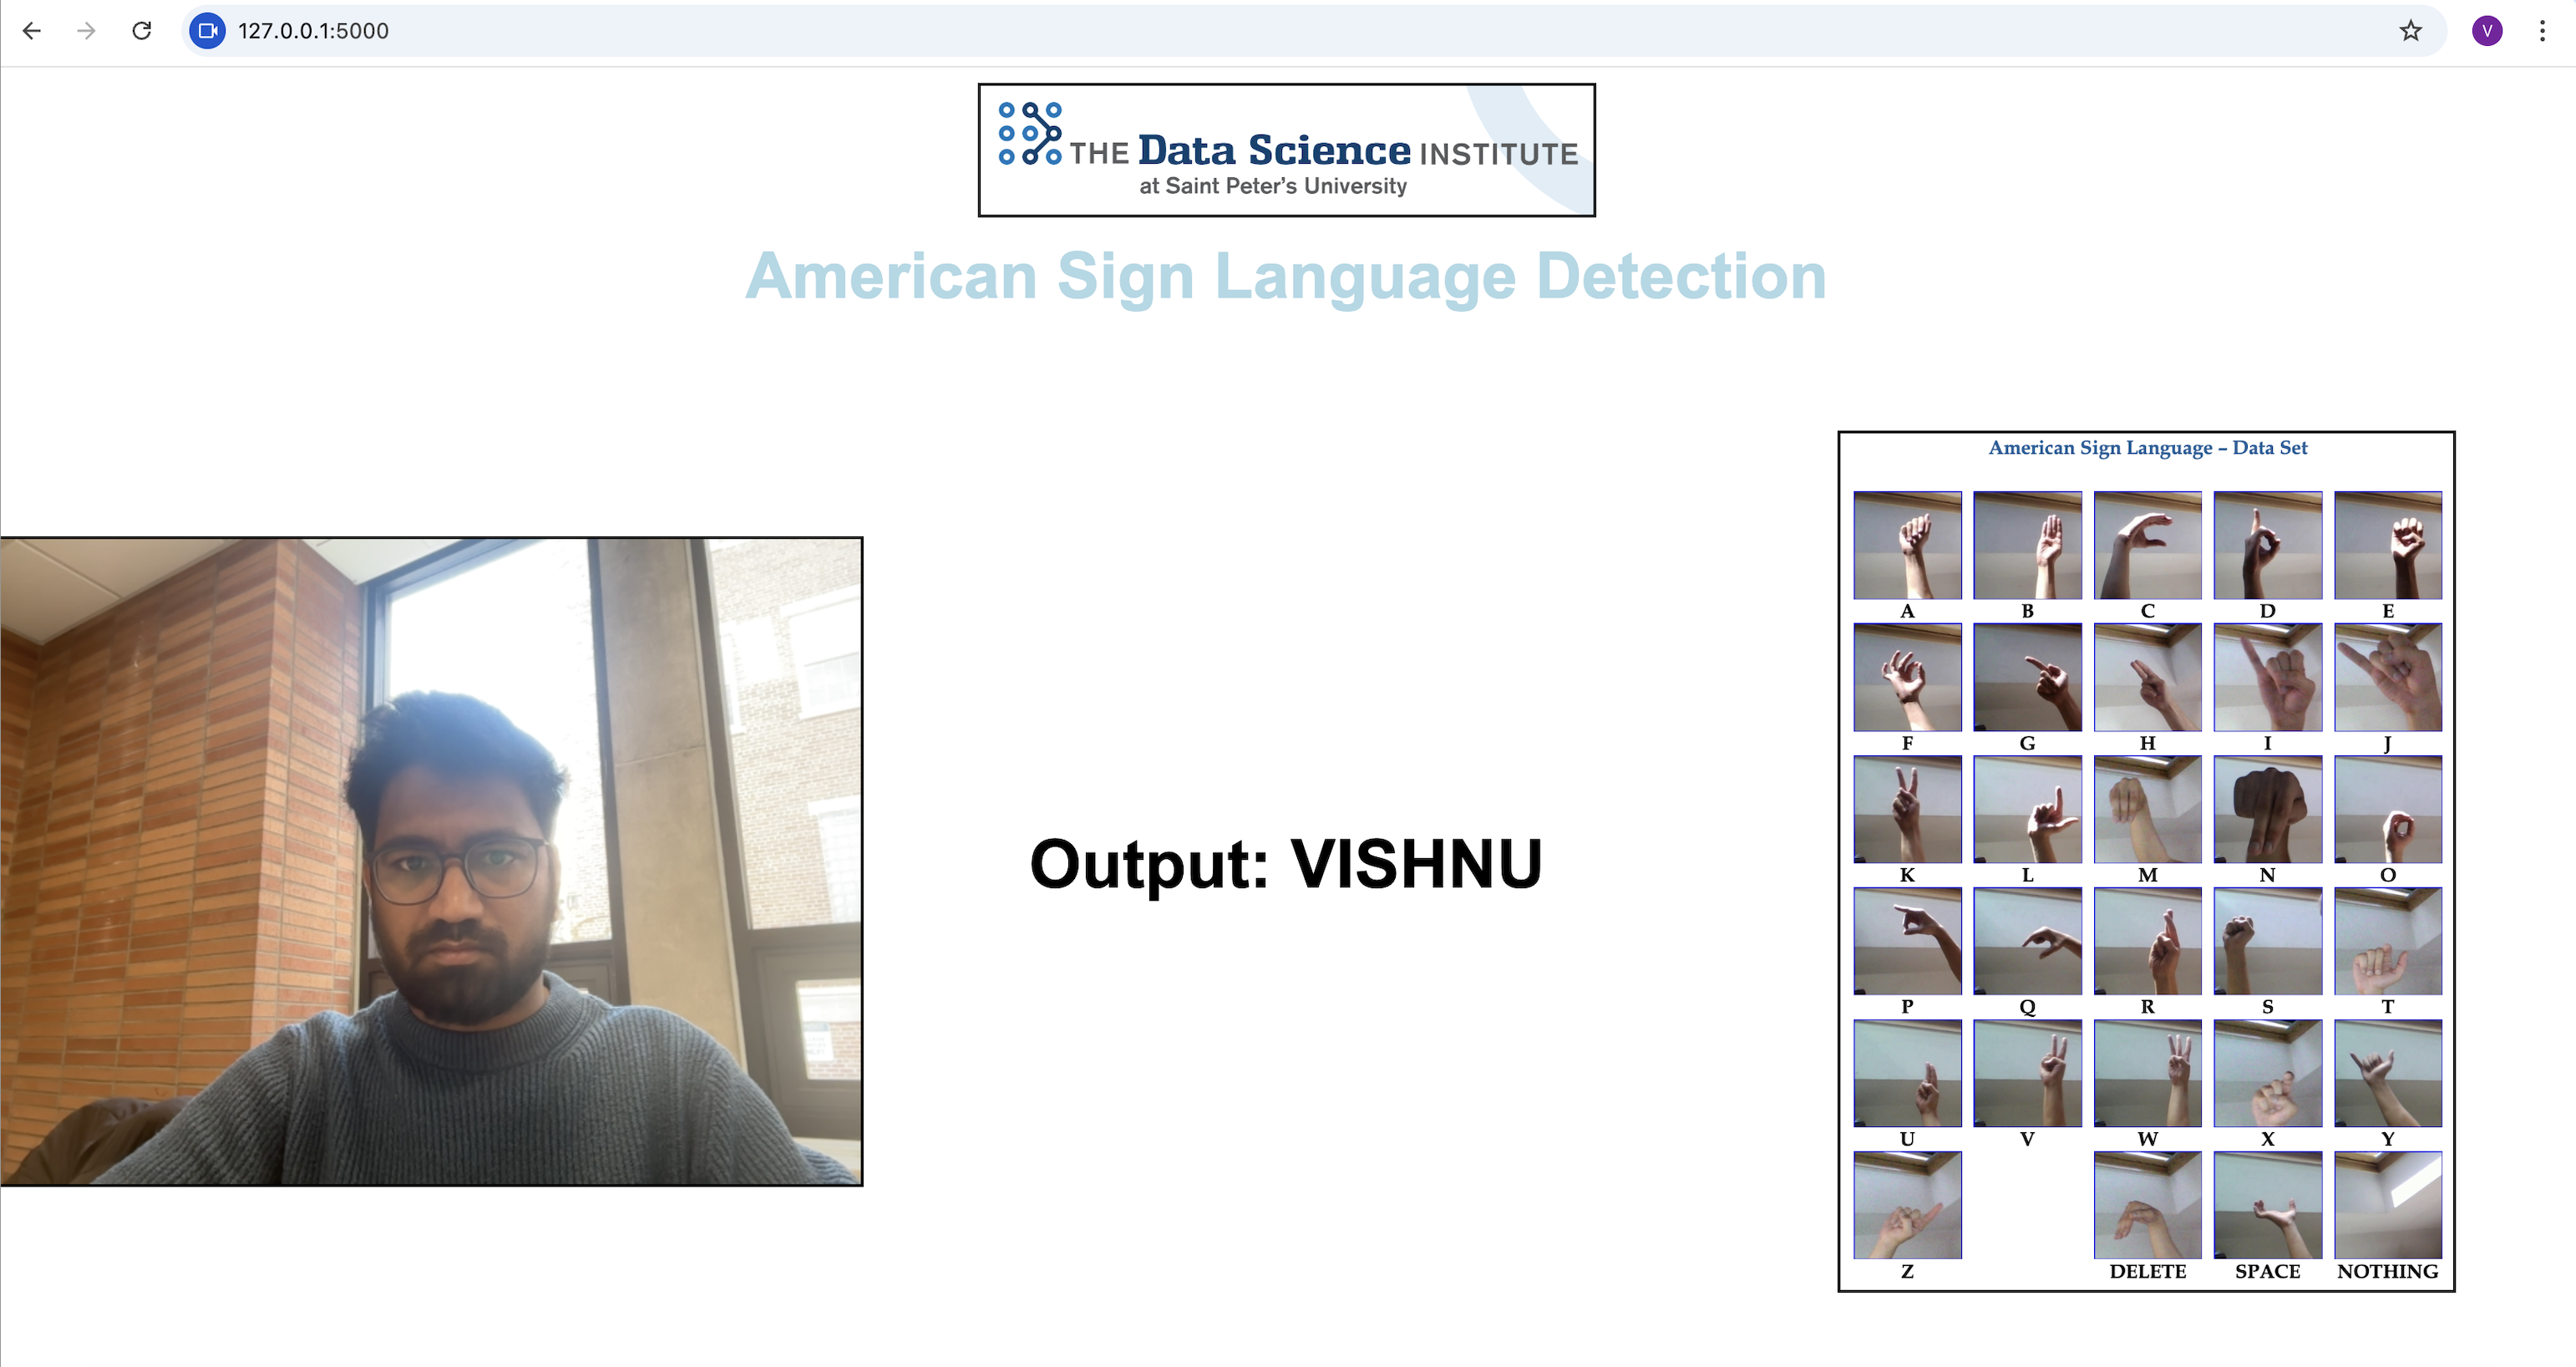 127.0.0.1:5000
V
THE Data Science INSTITUTE
at Saint Peter's University
American Sign Language Detection
Output: VISHNU
American Sign Language – Data Set
A B C D E
F G H I J
K L M N O
P Q R S T
U V W X Y
Z DELETE SPACE NOTHING